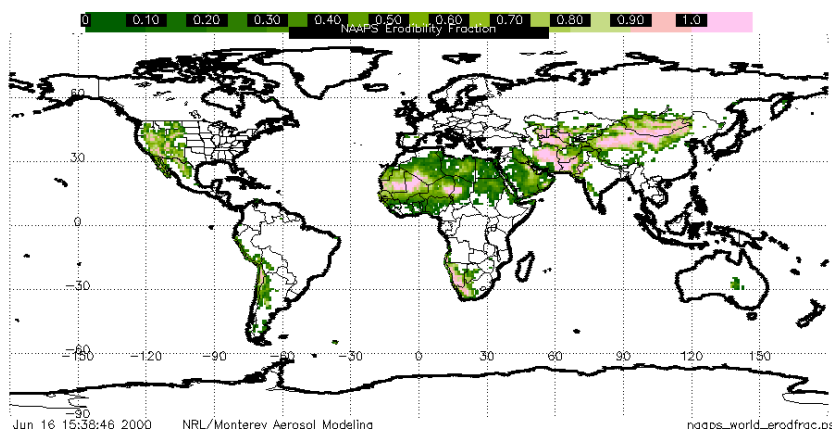 0 0.10 0.20 0.30 0.40 0.50 0.60 0.70 0.80 0.90 1.0
NAAPS Erodibility Fraction
60
30
0
-30
-60 -150 -120 -90 -60 -30 0 30 60 90 120 150
-90
Jun 16 15:38:46 2000 NRL/Monterey Aerosol Modeling naaps_world_erodfrac.ps